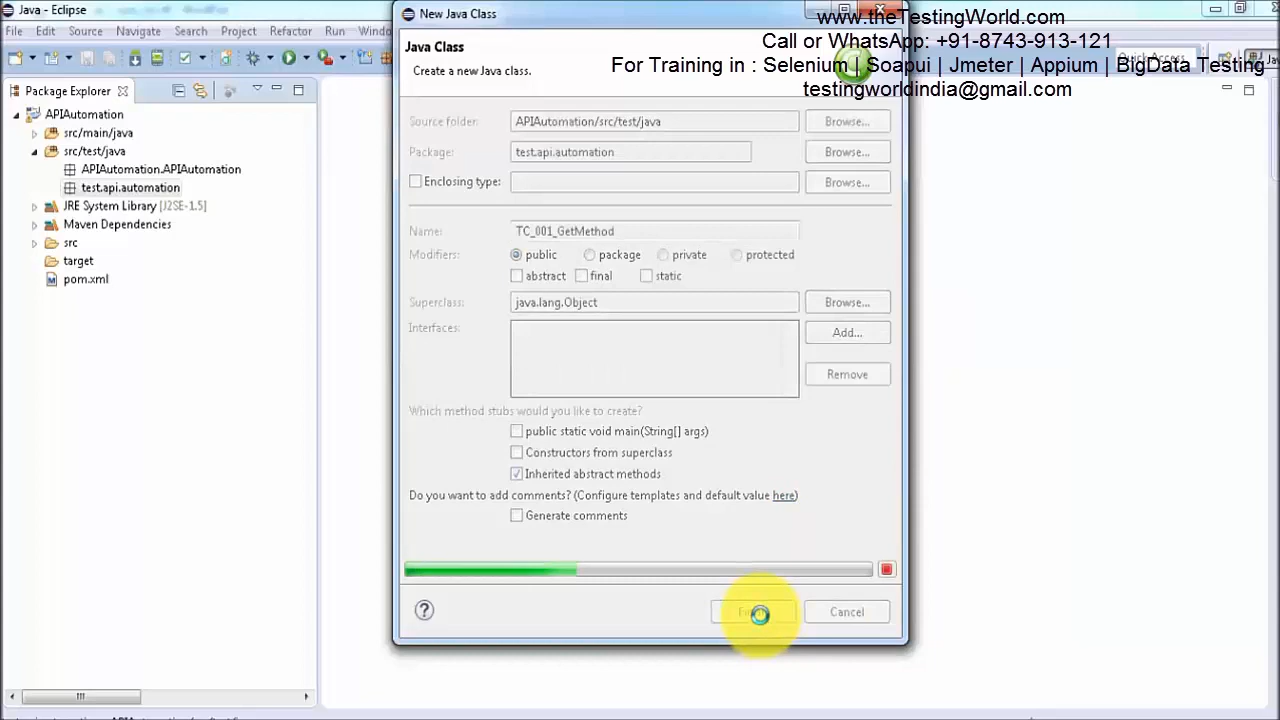 Java - Eclipse
New Java Class
www.theTestingWorld.com
File Edit Source Navigate Search Project Refactor Run
Java Class
Call or WhatsApp: +91-8743-913-121
Create a new Java class.
For Training in : Selenium | Soapui | Jmeter | Appium | BigData Testing
Quick Access
testingworldindia@gmail.com
Package Explorer
APIAutomation
src/main/java
src/test/java
APIAutomation.APIAutomation
test.api.automation
JRE System Library [J2SE-1.5]
Maven Dependencies
src
target
pom.xml
Source folder: APIAutomation/src/test/java Browse...
Package: test.api.automation Browse...
Enclosing type: Browse...
Name: TC_001_GetMethod
Modifiers: public package private protected
abstract final static
Superclass: java.lang.Object Browse...
Interfaces: Add...
Remove
Which method stubs would you like to create?
public static void main(String[] args)
Constructors from superclass
Inherited abstract methods
Do you want to add comments? (Configure templates and default value here)
Generate comments
Cancel